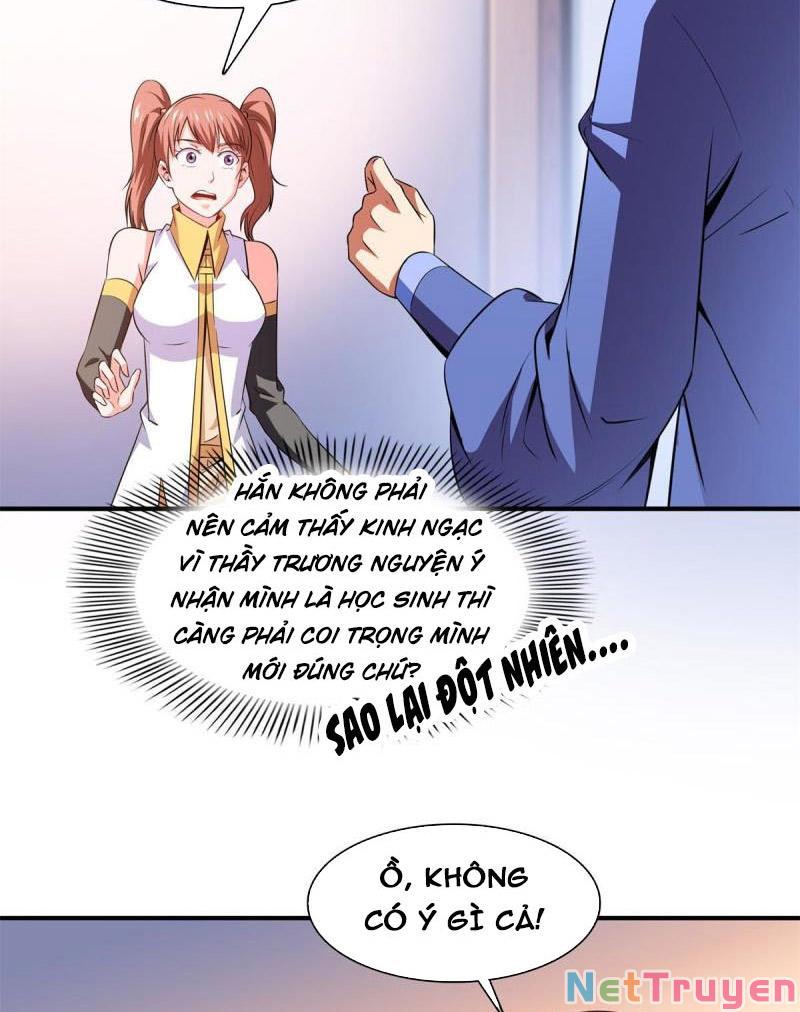 HẮN KHÔNG PHẢI
NÊN CẢM THẤY KINH NGẠC
VÌ THẦY TRƯƠNG NGUYỆN Ý
NHẬN MÌNH LÀ HỌC SINH THÌ
CÀNG PHẢI COI TRỌNG MÌNH
MỚI ĐÚNG CHỨ?
SAO LẠI ĐỘT NHIÊN....
Ồ, KHÔNG
CÓ Ý GÌ CẢ!
NetTruyen